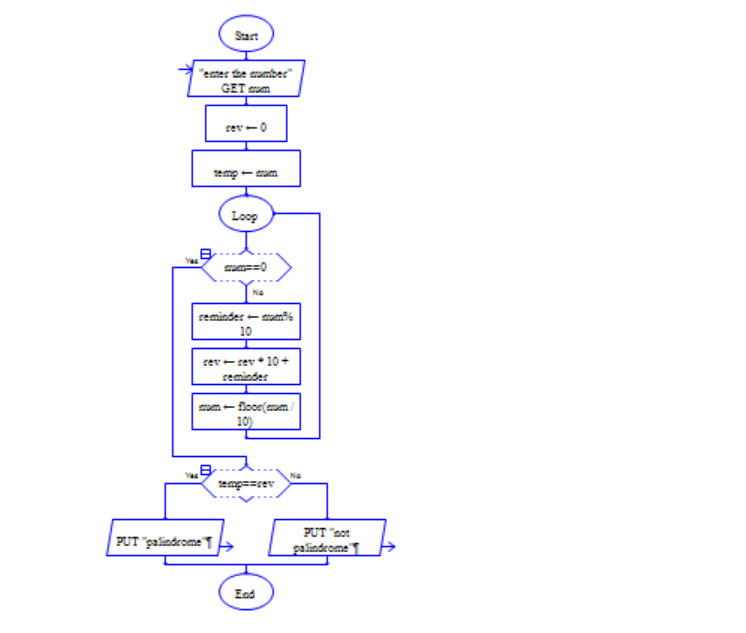 Start
"enter the number"
GET num
rev ← 0
temp ← num
Loop
Yes
num==0
No
reminder ← num%
10
rev ← rev * 10 +
reminder
num ← floor(num /
10)
Yes
temp==rev
No
PUT "palindrome"¶
PUT "not
palindrome"¶
End